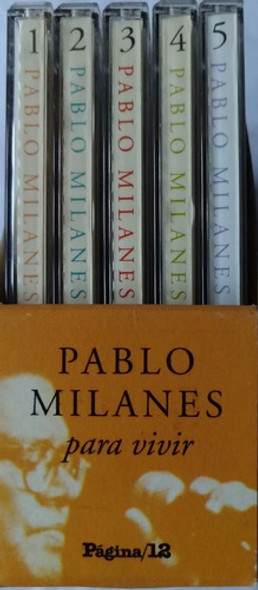 1 PABLO MILANES
2 PABLO MILANES
3 PABLO MILANES
4 PABLO MILANES
5 PABLO MILANES
PABLO
MILANES
para vivir
Página/12